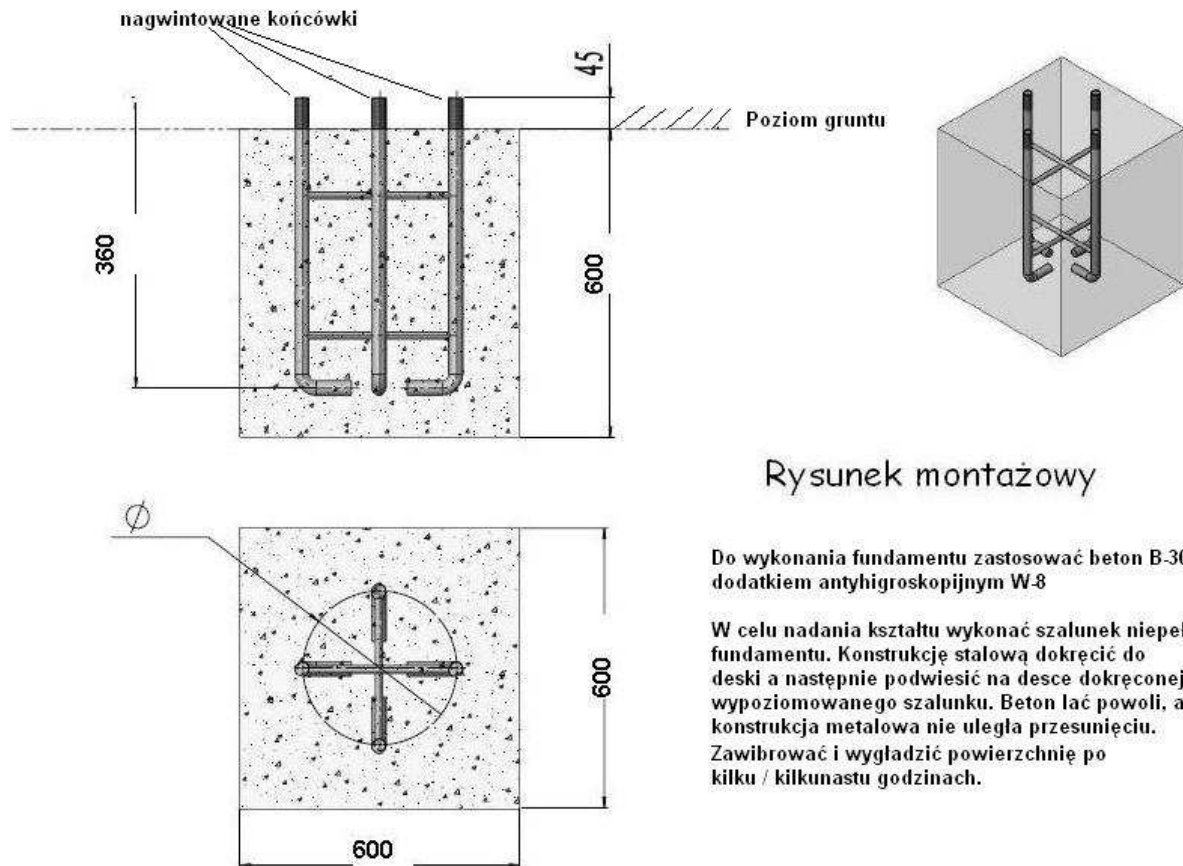 nagwintowane końcówki
45
Poziom gruntu
360
600
Rysunek montażowy
Ø
600
600
Do wykonania fundamentu zastosować beton B-30
dodatkiem antyhigroskopijnym W-8
W celu nadania kształtu wykonać szalunek niepeł
fundamentu. Konstrukcję stalową dokręcić do
deski a następnie podwiesić na desce dokręconej
wypoziomowanego szalunku. Beton lać powoli, a
konstrukcja metalowa nie uległa przesunięciu.
Zawibrować i wygładzić powierzchnię po
kilku / kilkunastu godzinach.